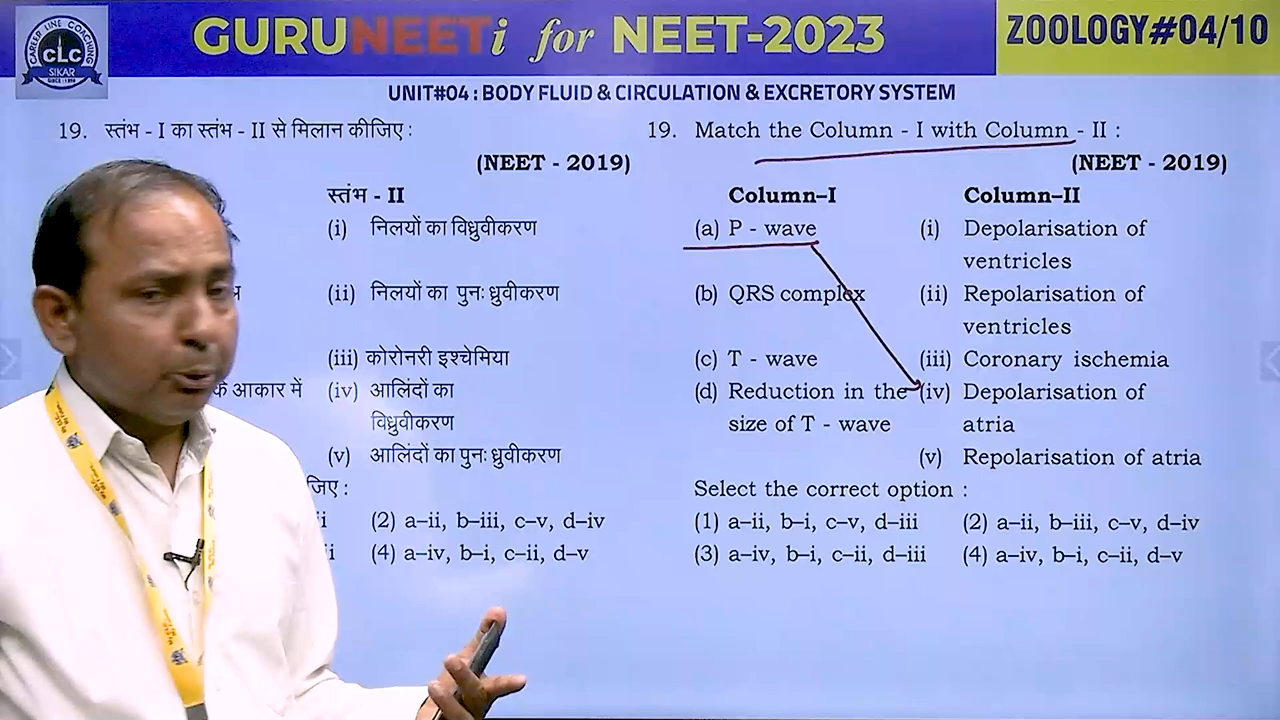 GURUNEETi for NEET-2023
ZOOLOGY#04/10
CAREER LINE COACHING
CLC
SIKAR
SINCE : 1996
UNIT#04 : BODY FLUID & CIRCULATION & EXCRETORY SYSTEM
19. स्तंभ - I का स्तंभ - II से मिलान कीजिए :
(NEET - 2019)
स्तंभ - II
(i) निलयों का विध्रुवीकरण
(ii) निलयों का पुनः ध्रुवीकरण
(iii) कोरोनरी इश्चेमिया
के आकार में (iv) आलिंदों का
विध्रुवीकरण
(v) आलिंदों का पुनः ध्रुवीकरण
जिए :
(2) a–ii, b–iii, c–v, d–iv
(4) a–iv, b–i, c–ii, d–v
19. Match the Column - I with Column - II :
(NEET - 2019)
Column–I Column–II
(a) P - wave (i) Depolarisation of
ventricles
(b) QRS complex (ii) Repolarisation of
ventricles
(c) T - wave (iii) Coronary ischemia
(d) Reduction in the (iv) Depolarisation of
size of T - wave atria
(v) Repolarisation of atria
Select the correct option :
(1) a–ii, b–i, c–v, d–iii (2) a–ii, b–iii, c–v, d–iv
(3) a–iv, b–i, c–ii, d–iii (4) a–iv, b–i, c–ii, d–v